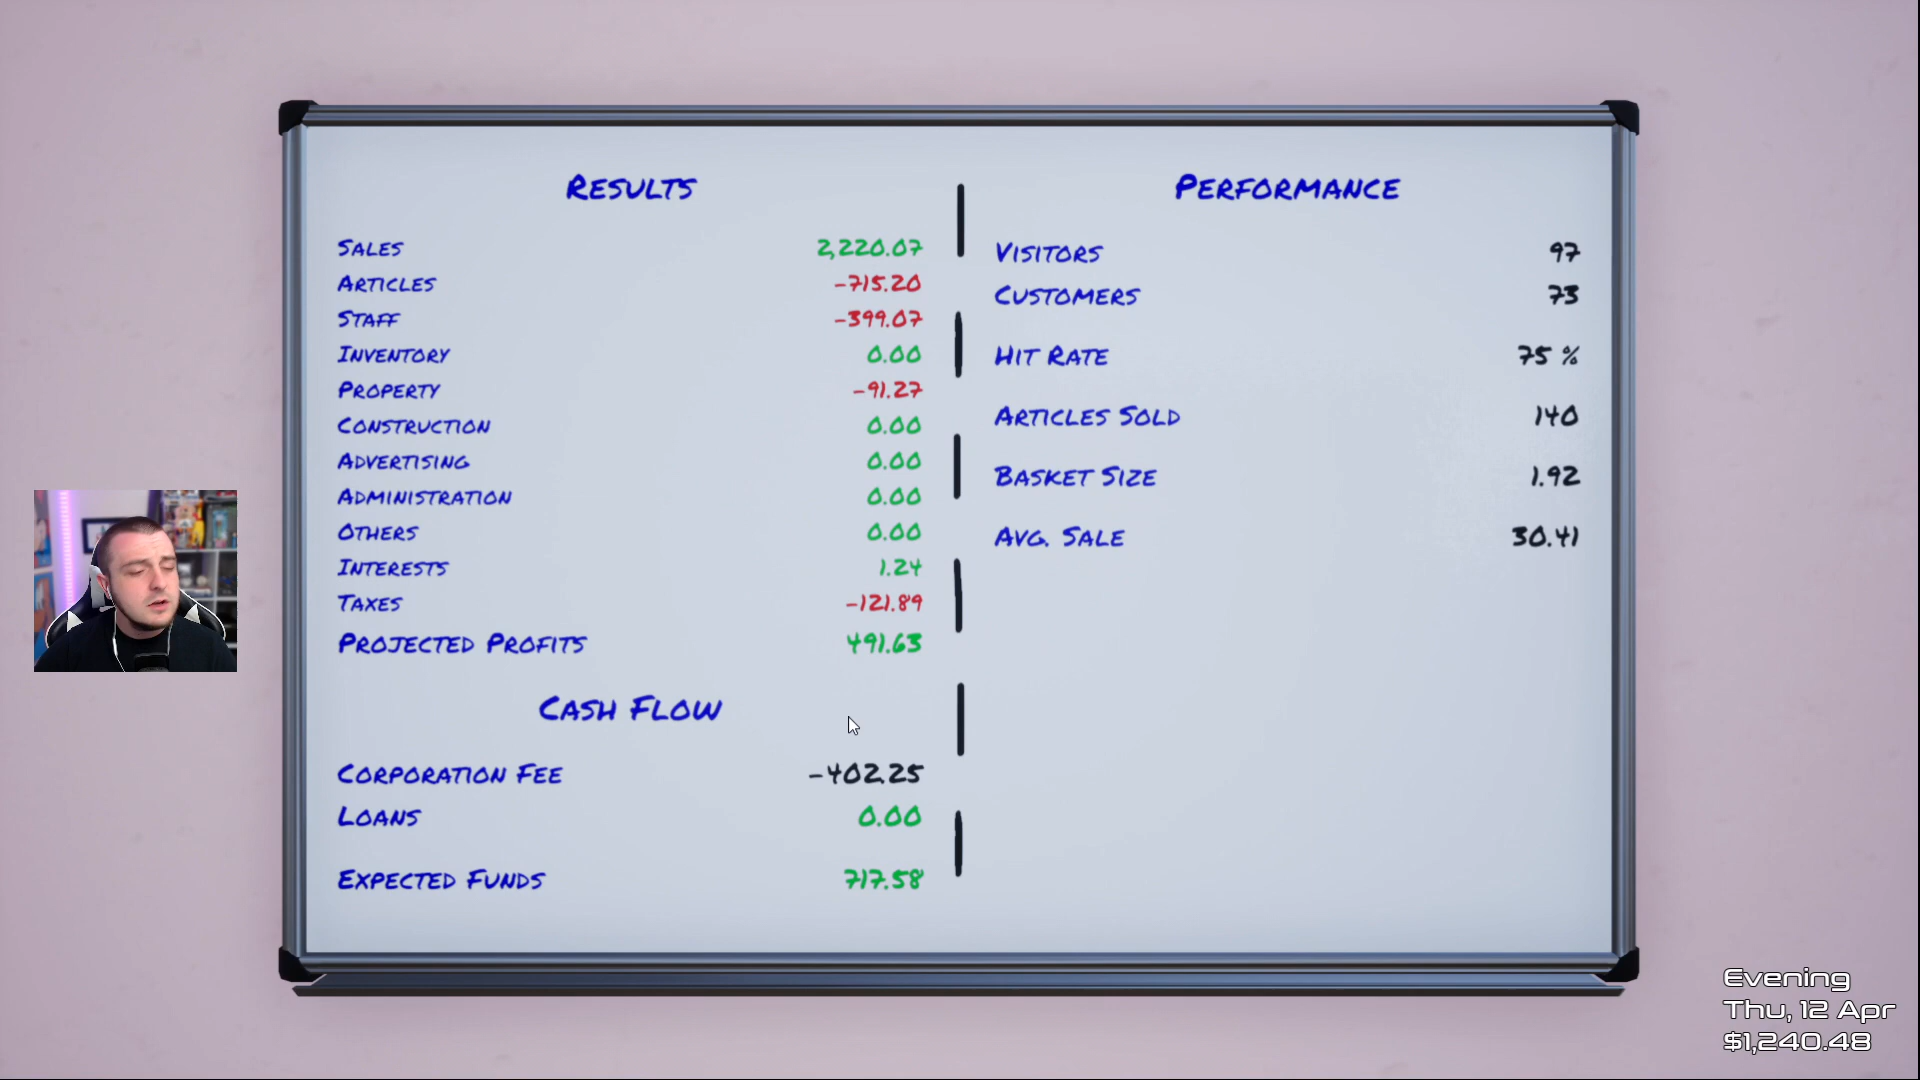 Results
Sales 2,220.07
Articles -715.20
Staff -399.07
Inventory 0.00
Property -91.27
Construction 0.00
Advertising 0.00
Administration 0.00
Others 0.00
Interests 1.24
Taxes -121.89
Projected Profits 491.63
Cash Flow
Corporation Fee -402.25
Loans 0.00
Expected Funds 717.58
Performance
Visitors 97
Customers 73
Hit Rate 75 %
Articles Sold 140
Basket Size 1.92
Avg. Sale 30.41
Evening
Thu, 12 Apr
$1,240.48